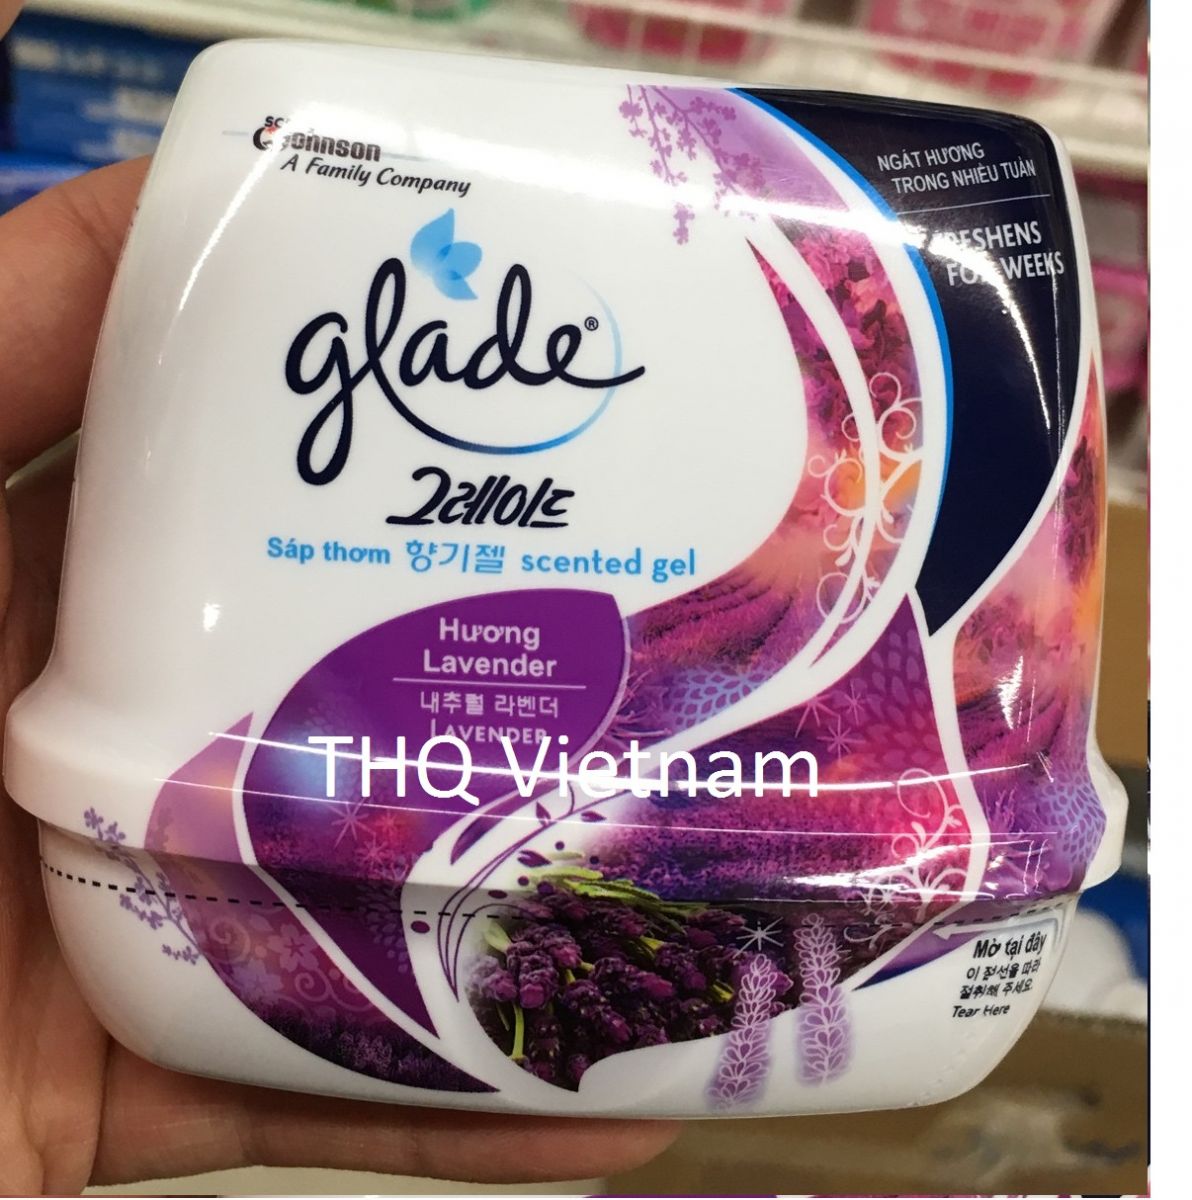 SC Johnson
A Family Company
NGÁT HƯƠNG
TRONG NHIỀU TUẦN
FRESHENS
FOR WEEKS
glade®
그레이드
Sáp thơm 향기젤 scented gel
Hương
Lavender
내추럴 라벤더
LAVENDER
THQ Vietnam
Mở tại đây
이 점선을 따라
절취해 주세요.
Tear Here